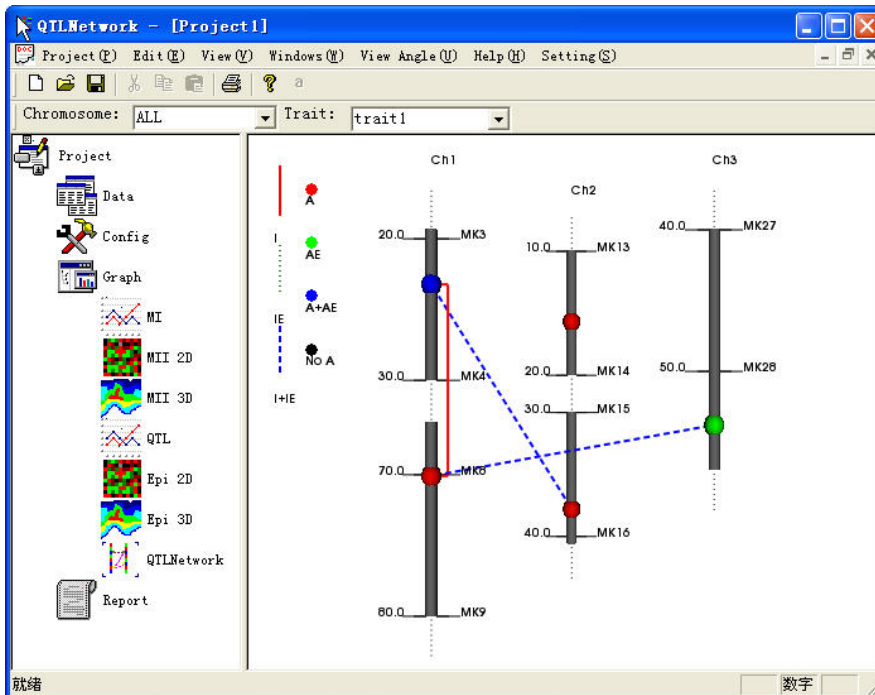 QTLNetwork - [Project1]
DOC Project(P) Edit(E) View(V) Windows(W) View Angle(U) Help(H) Setting(S)
a
Chromosome: ALL Trait: trait1
Project
Data
Config
Graph
MI
MII 2D
MII 3D
QTL
Epi 2D
Epi 3D
QTLNetwork
Report
I
IE
I+IE
A
AE
A+AE
No A
Ch1
20.0 MK3
30.0 MK4
70.0 MK6
80.0 MK9
Ch2
10.0 MK13
20.0 MK14
30.0 MK15
40.0 MK16
Ch3
40.0 MK27
50.0 MK28
就绪 数字